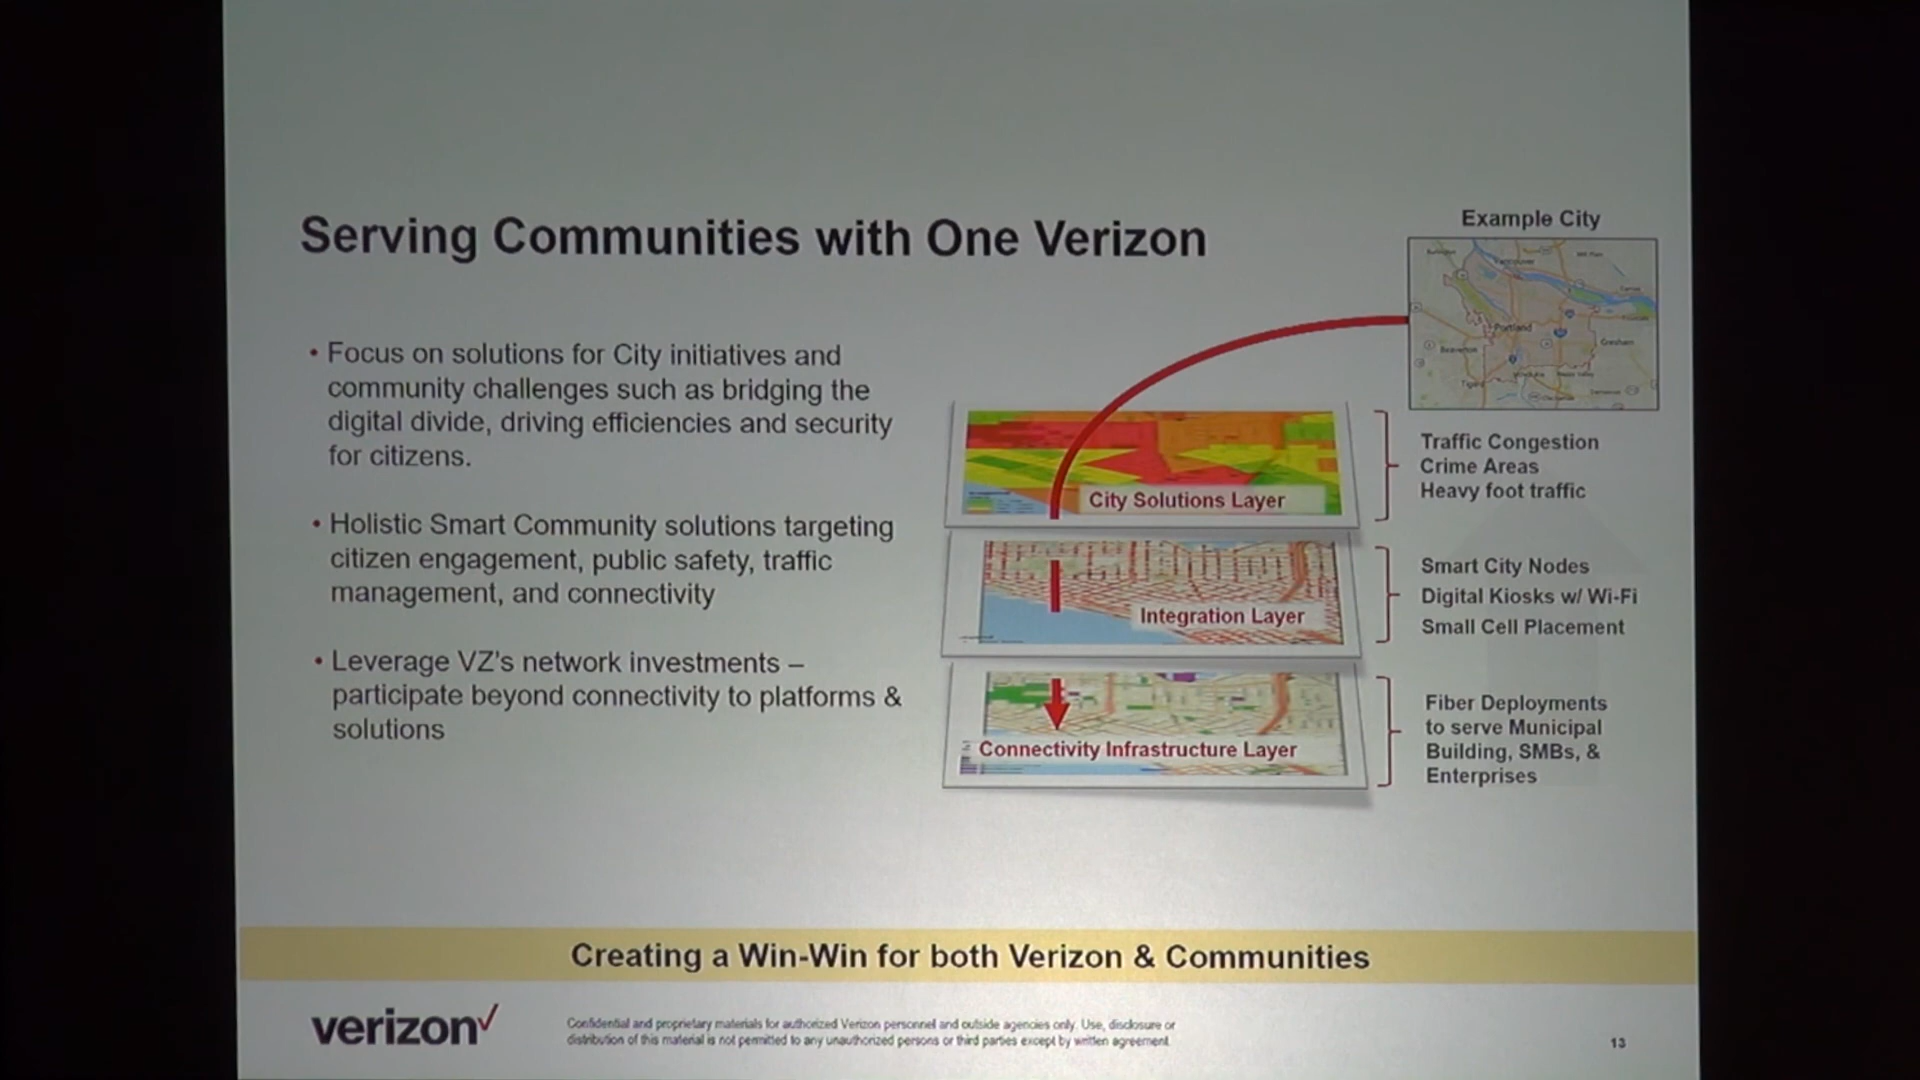 Serving Communities with One Verizon
Example City
Vancouver
Portland
Beaverton
Gresham
Tigard
• Focus on solutions for City initiatives and
community challenges such as bridging the
digital divide, driving efficiencies and security
for citizens.
• Holistic Smart Community solutions targeting
citizen engagement, public safety, traffic
management, and connectivity
• Leverage VZ's network investments –
participate beyond connectivity to platforms &
solutions
City Solutions Layer
Traffic Congestion
Crime Areas
Heavy foot traffic
Integration Layer
Smart City Nodes
Digital Kiosks w/ Wi-Fi
Small Cell Placement
Connectivity Infrastructure Layer
Fiber Deployments
to serve Municipal
Building, SMBs, &
Enterprises
Creating a Win-Win for both Verizon & Communities
verizon✓
Confidential and proprietary materials for authorized Verizon personnel and outside agencies only. Use, disclosure or
distribution of this material is not permitted to any unauthorized persons or third parties except by written agreement.
13